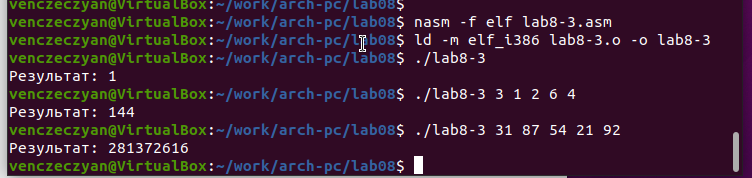 venczeczyan@VirtualBox:~/work/arch-pc/lab08$ nasm -f elf lab8-3.asm
venczeczyan@VirtualBox:~/work/arch-pc/lab08$ ld -m elf_i386 lab8-3.o -o lab8-3
venczeczyan@VirtualBox:~/work/arch-pc/lab08$ ./lab8-3
Результат: 1
venczeczyan@VirtualBox:~/work/arch-pc/lab08$ ./lab8-3 3 1 2 6 4
Результат: 144
venczeczyan@VirtualBox:~/work/arch-pc/lab08$ ./lab8-3 31 87 54 21 92
Результат: 281372616
venczeczyan@VirtualBox:~/work/arch-pc/lab08$